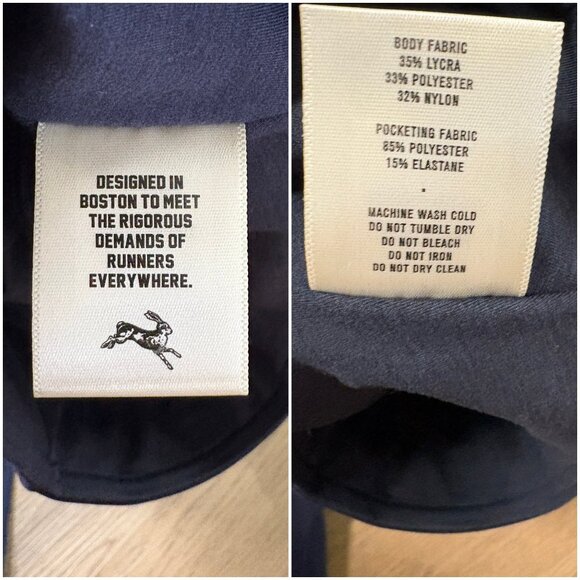 DESIGNED IN
BOSTON TO MEET
THE RIGOROUS
DEMANDS OF
RUNNERS
EVERYWHERE.
BODY FABRIC
35% LYCRA
33% POLYESTER
32% NYLON
POCKETING FABRIC
85% POLYESTER
15% ELASTANE
.
MACHINE WASH COLD
DO NOT TUMBLE DRY
DO NOT BLEACH
DO NOT IRON
DO NOT DRY CLEAN